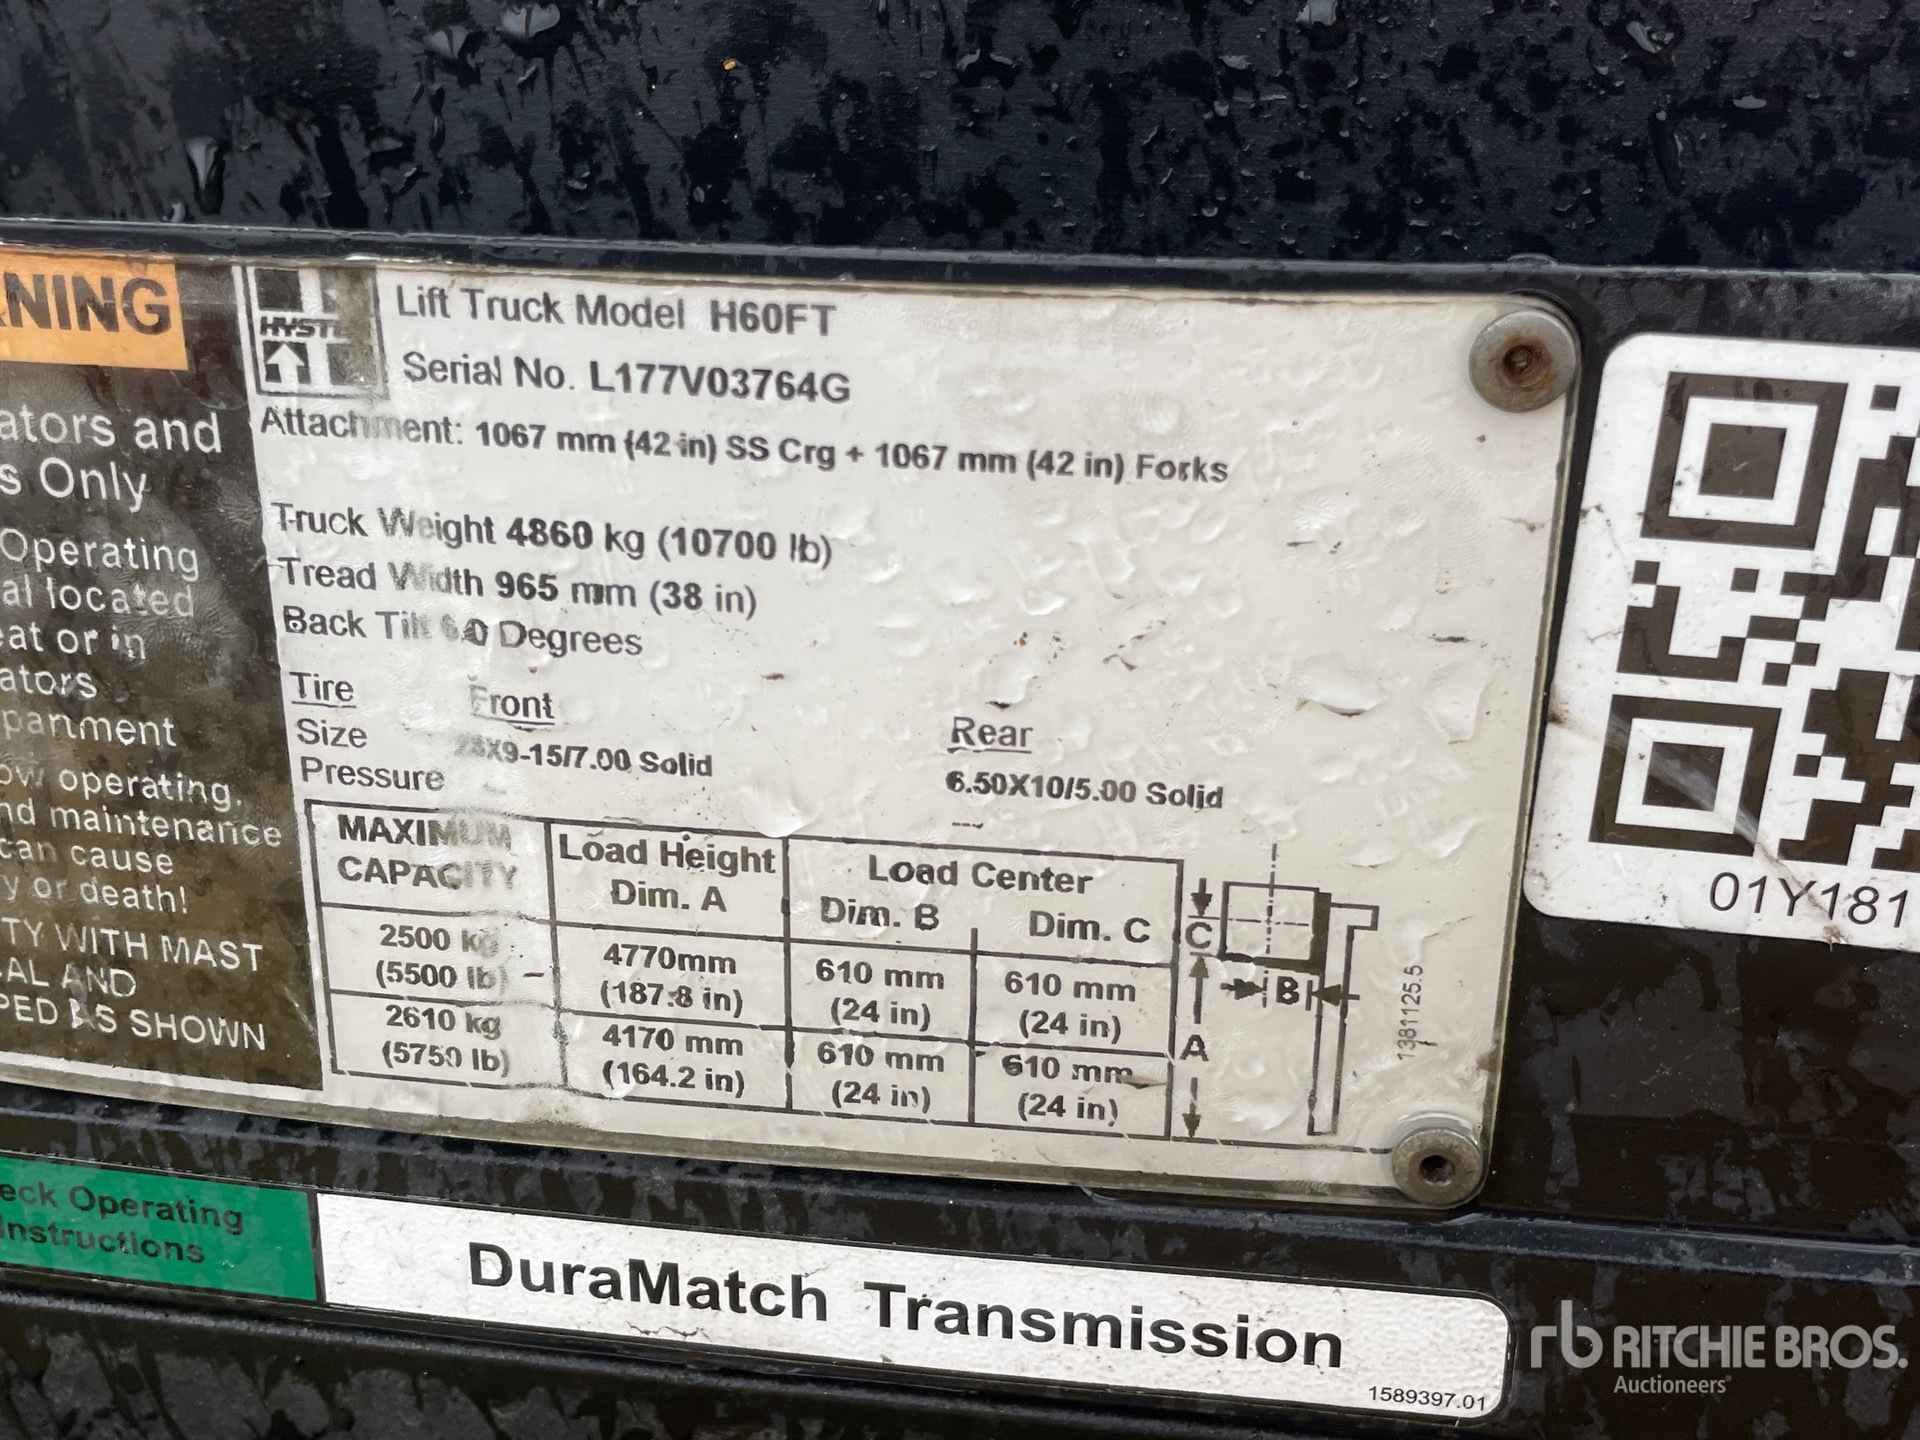 NING
ators and
s Only
Operating
al located
eat or in
ators
partment
ow operating,
nd maintenance
can cause
y or death!
TY WITH MAST
CAL AND
PED AS SHOWN
HYST
Lift Truck Model H60FT
Serial No. L177V03764G
Attachment: 1067 mm (42 in) SS Crg + 1067 mm (42 in) Forks
Truck Weight 4860 kg (10700 lb)
Tread Width 965 mm (38 in)
Back Tilt 6.0 Degrees
Tire Front Rear
Size X9-15/7.00 Solid 6.50X10/5.00 Solid
Pressure ---
MAXIMUM CAPACITY
Load Height Dim. A
Load Center
Dim. B Dim. C
2500 kg 4770mm 610 mm 610 mm
(5500 lb) (187.8 in) (24 in) (24 in)
2610 kg 4170 mm 610 mm 610 mm
(5750 lb) (164.2 in) (24 in) (24 in)
C
B
A
1381125.5
01Y181
eck Operating
Instructions
DuraMatch Transmission
1589397.01
rb RITCHIE BROS.
Auctioneers